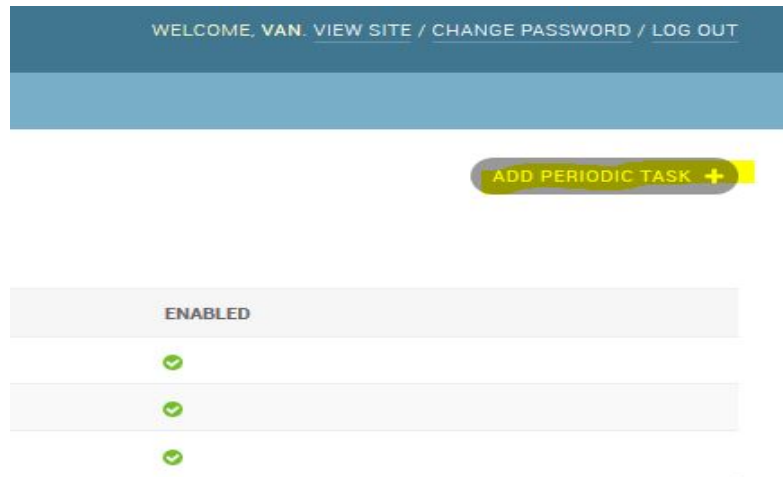 WELCOME, VAN. VIEW SITE / CHANGE PASSWORD / LOG OUT
ADD PERIODIC TASK +
ENABLED